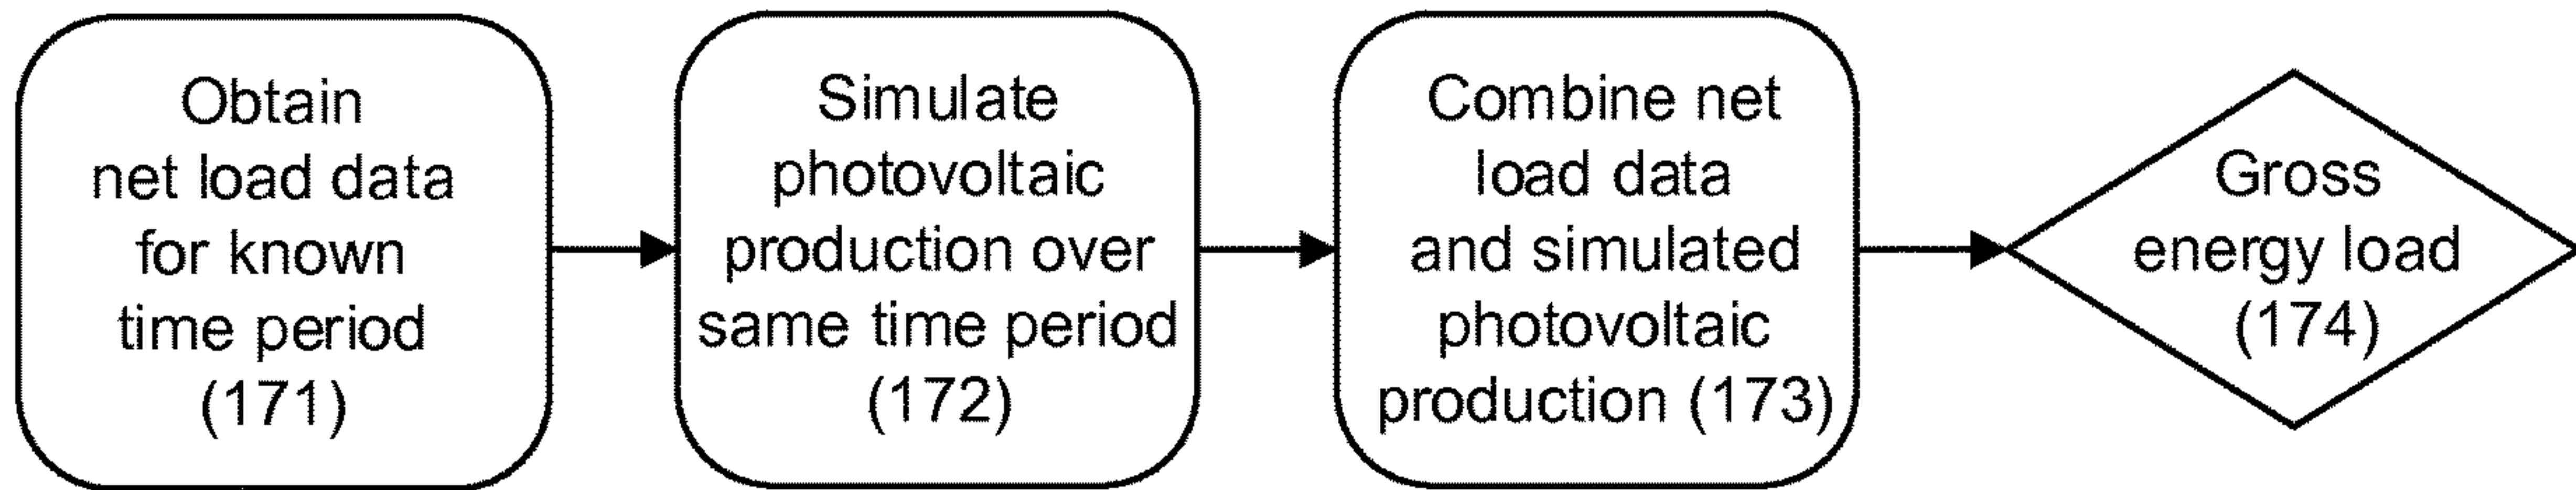 Obtain
net load data
for known
time period
(171)
Simulate
photovoltaic
production over
same time period
(172)
Combine net
load data
and simulated
photovoltaic
production (173)
Gross
energy load
(174)